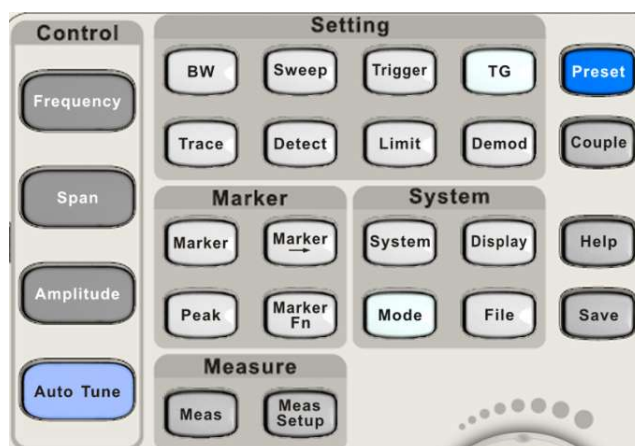 Control
Frequency
Span
Amplitude
Auto Tune
Setting
BW
Sweep
Trigger
TG
Trace
Detect
Limit
Demod
Marker
Marker
Marker
→
Peak
Marker
Fn
System
System
Display
Mode
File
Measure
Meas
Meas
Setup
Preset
Couple
Help
Save